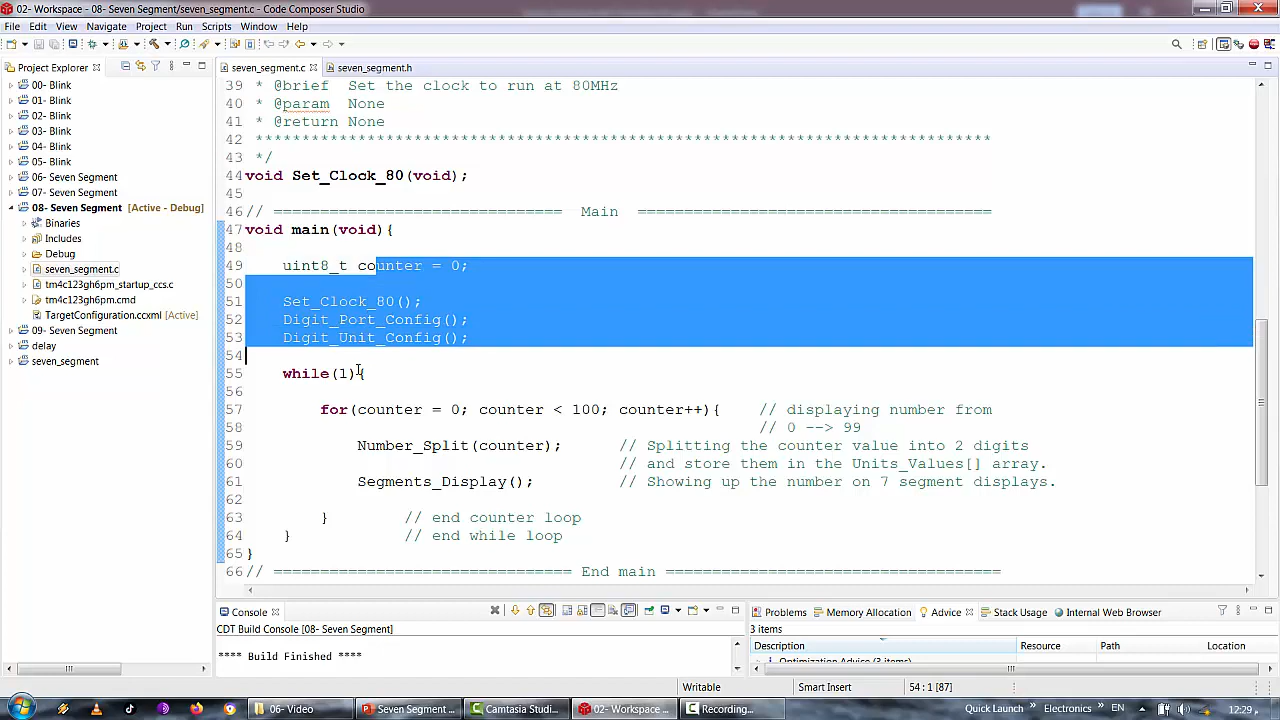 02- Workspace - 08- Seven Segment/seven_segment.c - Code Composer Studio
File Edit View Navigate Project Run Scripts Window Help
Project Explorer
seven_segment.c
seven_segment.h
00- Blink
01- Blink
02- Blink
03- Blink
04- Blink
05- Blink
06- Seven Segment
07- Seven Segment
08- Seven Segment [Active - Debug]
Binaries
Includes
Debug
seven_segment.c
tm4c123gh6pm_startup_ccs.c
tm4c123gh6pm.cmd
TargetConfiguration.ccxml [Active]
09- Seven Segment
delay
seven_segment
39 * @brief Set the clock to run at 80MHz
40 * @param None
41 * @return None
42 *******************************************************************************
43 */
44 void Set_Clock_80(void);
45
46 // =============================== Main ======================================
47 void main(void){
48
49 uint8_t counter = 0;
50
51 Set_Clock_80();
52 Digit_Port_Config();
53 Digit_Unit_Config();
54
55 while(1){
56
57 for(counter = 0; counter < 100; counter++){ // displaying number from
58 // 0 --> 99
59 Number_Split(counter); // Splitting the counter value into 2 digits
60 // and store them in the Units_Values[] array.
61 Segments_Display(); // Showing up the number on 7 segment displays.
62
63 } // end counter loop
64 } // end while loop
65 }
66 // ================================ End main ====================================
Console
CDT Build Console [08- Seven Segment]
**** Build Finished ****
Problems Memory Allocation Advice Stack Usage Internal Web Browser
3 items
Description Resource Path Location
Optimization Advice (3 items)
Writable Smart Insert 54 : 1 [87]
06- Video
Seven Segment ...
Camtasia Studi...
02- Workspace ...
Recording...
Quick Launch » Electronics »
12:29